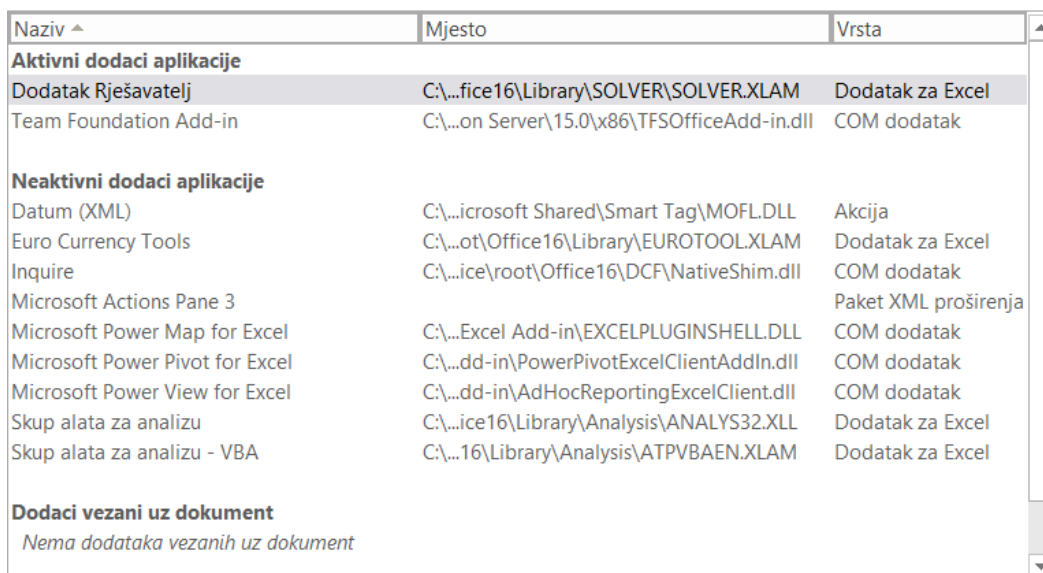 Naziv Mjesto Vrsta
Aktivni dodaci aplikacije
Dodatak Rješavatelj C:\...fice16\Library\SOLVER\SOLVER.XLAM Dodatak za Excel
Team Foundation Add-in C:\...on Server\15.0\x86\TFSOfficeAdd-in.dll COM dodatak
Neaktivni dodaci aplikacije
Datum (XML) C:\...icrosoft Shared\Smart Tag\MOFL.DLL Akcija
Euro Currency Tools C:\...ot\Office16\Library\EUROTOOL.XLAM Dodatak za Excel
Inquire C:\...ice\root\Office16\DCF\NativeShim.dll COM dodatak
Microsoft Actions Pane 3 Paket XML proširenja
Microsoft Power Map for Excel C:\...Excel Add-in\EXCELPLUGINSHELL.DLL COM dodatak
Microsoft Power Pivot for Excel C:\...dd-in\PowerPivotExcelClientAddIn.dll COM dodatak
Microsoft Power View for Excel C:\...dd-in\AdHocReportingExcelClient.dll COM dodatak
Skup alata za analizu C:\...ice16\Library\Analysis\ANALYS32.XLL Dodatak za Excel
Skup alata za analizu - VBA C:\...16\Library\Analysis\ATPVBAEN.XLAM Dodatak za Excel
Dodaci vezani uz dokument
Nema dodataka vezanih uz dokument